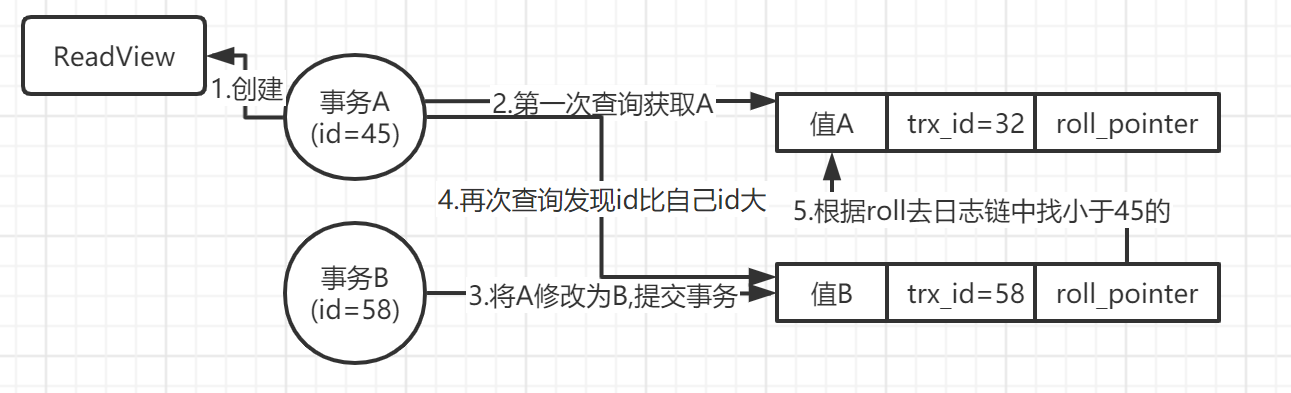 ReadView
1.创建
事务A
(id=45)
2.第一次查询获取A
值A
trx_id=32
roll_pointer
4.再次查询发现id比自己id大
5.根据roll去日志链中找小于45的
事务B
(id=58)
3.将A修改为B,提交事务
值B
trx_id=58
roll_pointer